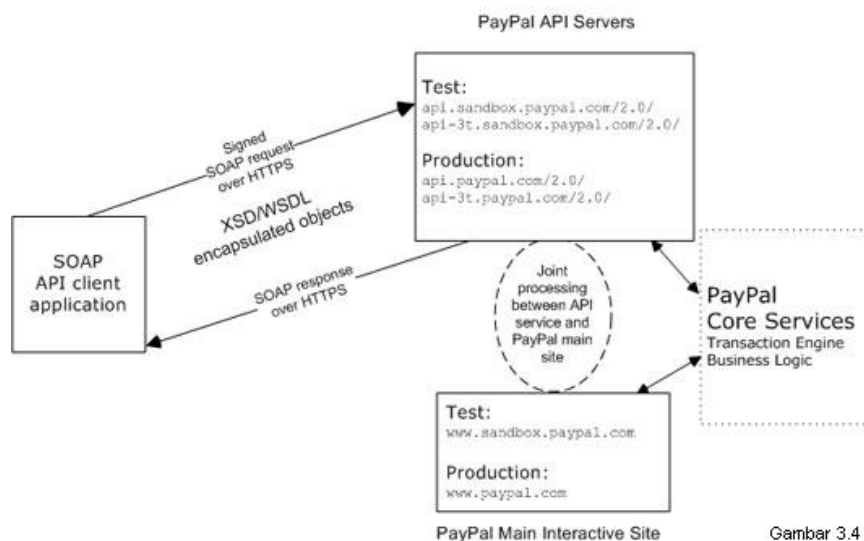 PayPal API Servers
Test:
api.sandbox.paypal.com/2.0/
api-3t.sandbox.paypal.com/2.0/
Production:
api.paypal.com/2.0/
api-3t.paypal.com/2.0/
Signed
SOAP request
over HTTPS
XSD/WSDL
encapsulated objects
SOAP
API client
application
SOAP response
over HTTPS
Joint
processing
between API
service and
PayPal main
site
PayPal
Core Services
Transaction Engine
Business Logic
Test:
www.sandbox.paypal.com
Production:
www.paypal.com
PayPal Main Interactive Site
Gambar 3.4